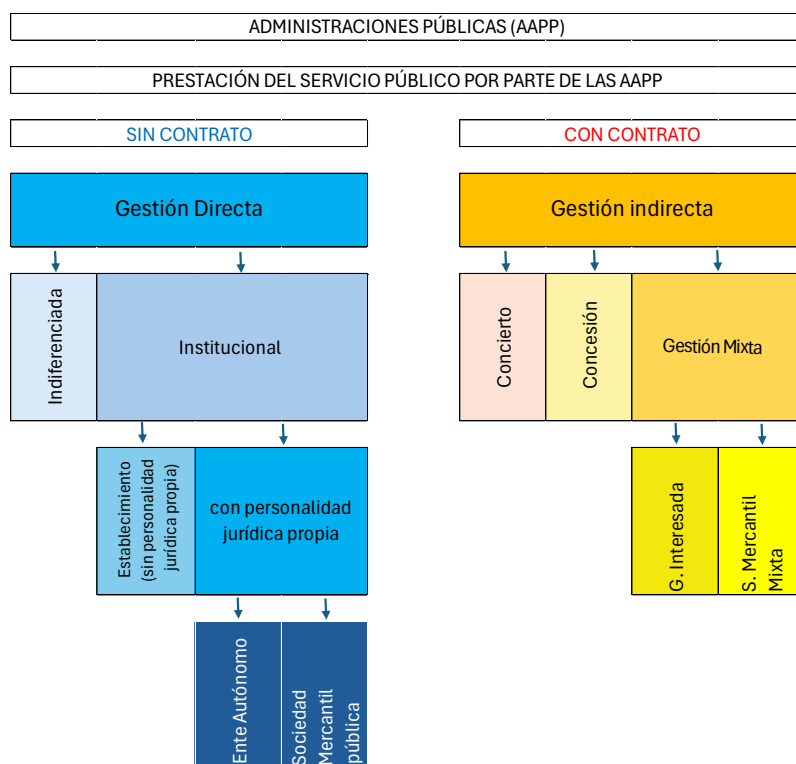 ADMINISTRACIONES PÚBLICAS (AAPP)
PRESTACIÓN DEL SERVICIO PÚBLICO POR PARTE DE LAS AAPP
SIN CONTRATO
CON CONTRATO
Gestión Directa
Gestión indirecta
Indiferenciada
Institucional
Concierto
Concesión
Gestión Mixta
Establecimiento
(sin personalidad
jurídica propia)
con personalidad
jurídica propia
G. Interesada
S. Mercantil
Mixta
Ente Autónomo
Sociedad
Mercantil
pública